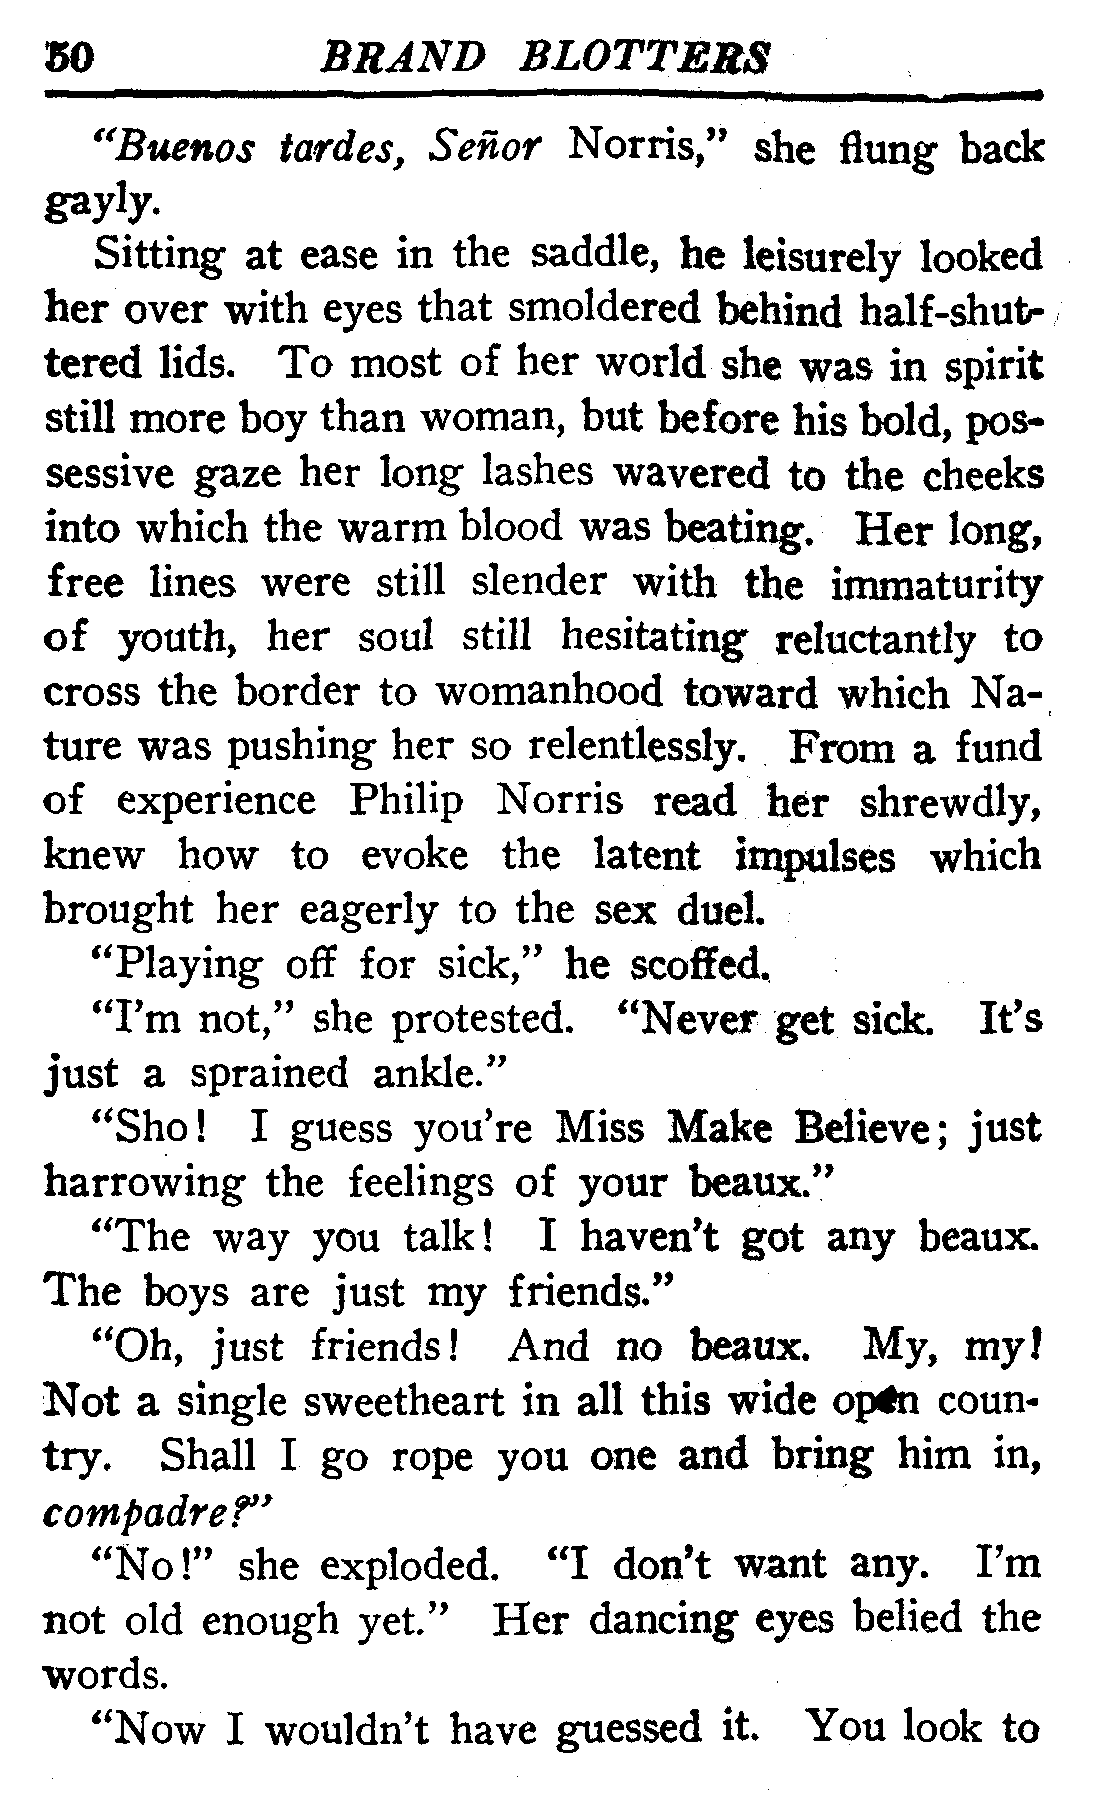 50 BRAND BLOTTERS
“Buenos tardes, Señor Norris,” she flung back
gayly.
Sitting at ease in the saddle, he leisurely looked
her over with eyes that smoldered behind half-shut-
tered lids. To most of her world she was in spirit
still more boy than woman, but before his bold, pos-
sessive gaze her long lashes wavered to the cheeks
into which the warm blood was beating. Her long,
free lines were still slender with the immaturity
of youth, her soul still hesitating reluctantly to
cross the border to womanhood toward which Na-
ture was pushing her so relentlessly. From a fund
of experience Philip Norris read her shrewdly,
knew how to evoke the latent impulses which
brought her eagerly to the sex duel.
“Playing off for sick,” he scoffed.
“I'm not,” she protested. “Never get sick. It's
just a sprained ankle.”
“Sho! I guess you're Miss Make Believe; just
harrowing the feelings of your beaux.”
“The way you talk! I haven't got any beaux.
The boys are just my friends.”
“Oh, just friends! And no beaux. My, my!
Not a single sweetheart in all this wide open coun-
try. Shall I go rope you one and bring him in,
compadre?”
“No!” she exploded. “I don't want any. I'm
not old enough yet.” Her dancing eyes belied the
words.
“Now I wouldn't have guessed it. You look to